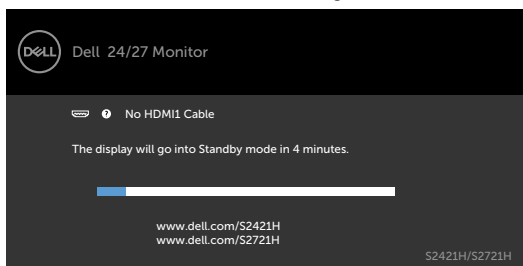 DELL
Dell 24/27 Monitor
? No HDMI1 Cable
The display will go into Standby mode in 4 minutes.
www.dell.com/S2421H
www.dell.com/S2721H
S2421H/S2721H